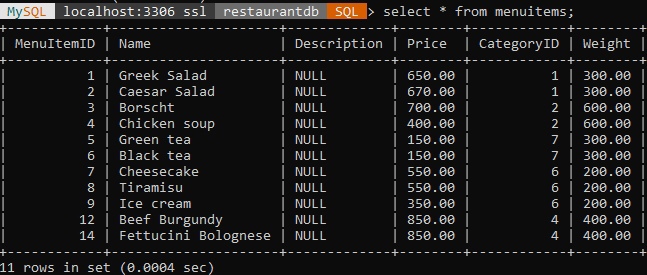 MySQL localhost:3306 ssl restaurantdb SQL > select * from menuitems;
+------------+---------------------+-------------+--------+------------+--------+
| MenuItemID | Name                | Description | Price  | CategoryID | Weight |
+------------+---------------------+-------------+--------+------------+--------+
|          1 | Greek Salad         | NULL        | 650.00 |          1 | 300.00 |
|          2 | Caesar Salad        | NULL        | 670.00 |          1 | 300.00 |
|          3 | Borscht             | NULL        | 700.00 |          2 | 600.00 |
|          4 | Chicken soup        | NULL        | 400.00 |          2 | 600.00 |
|          5 | Green tea           | NULL        | 150.00 |          7 | 300.00 |
|          6 | Black tea           | NULL        | 150.00 |          7 | 300.00 |
|          7 | Cheesecake          | NULL        | 550.00 |          6 | 200.00 |
|          8 | Tiramisu            | NULL        | 550.00 |          6 | 200.00 |
|          9 | Ice cream           | NULL        | 350.00 |          6 | 200.00 |
|         12 | Beef Burgundy       | NULL        | 850.00 |          4 | 400.00 |
|         14 | Fettucini Bolognese | NULL        | 850.00 |          4 | 400.00 |
+------------+---------------------+-------------+--------+------------+--------+
11 rows in set (0.0004 sec)